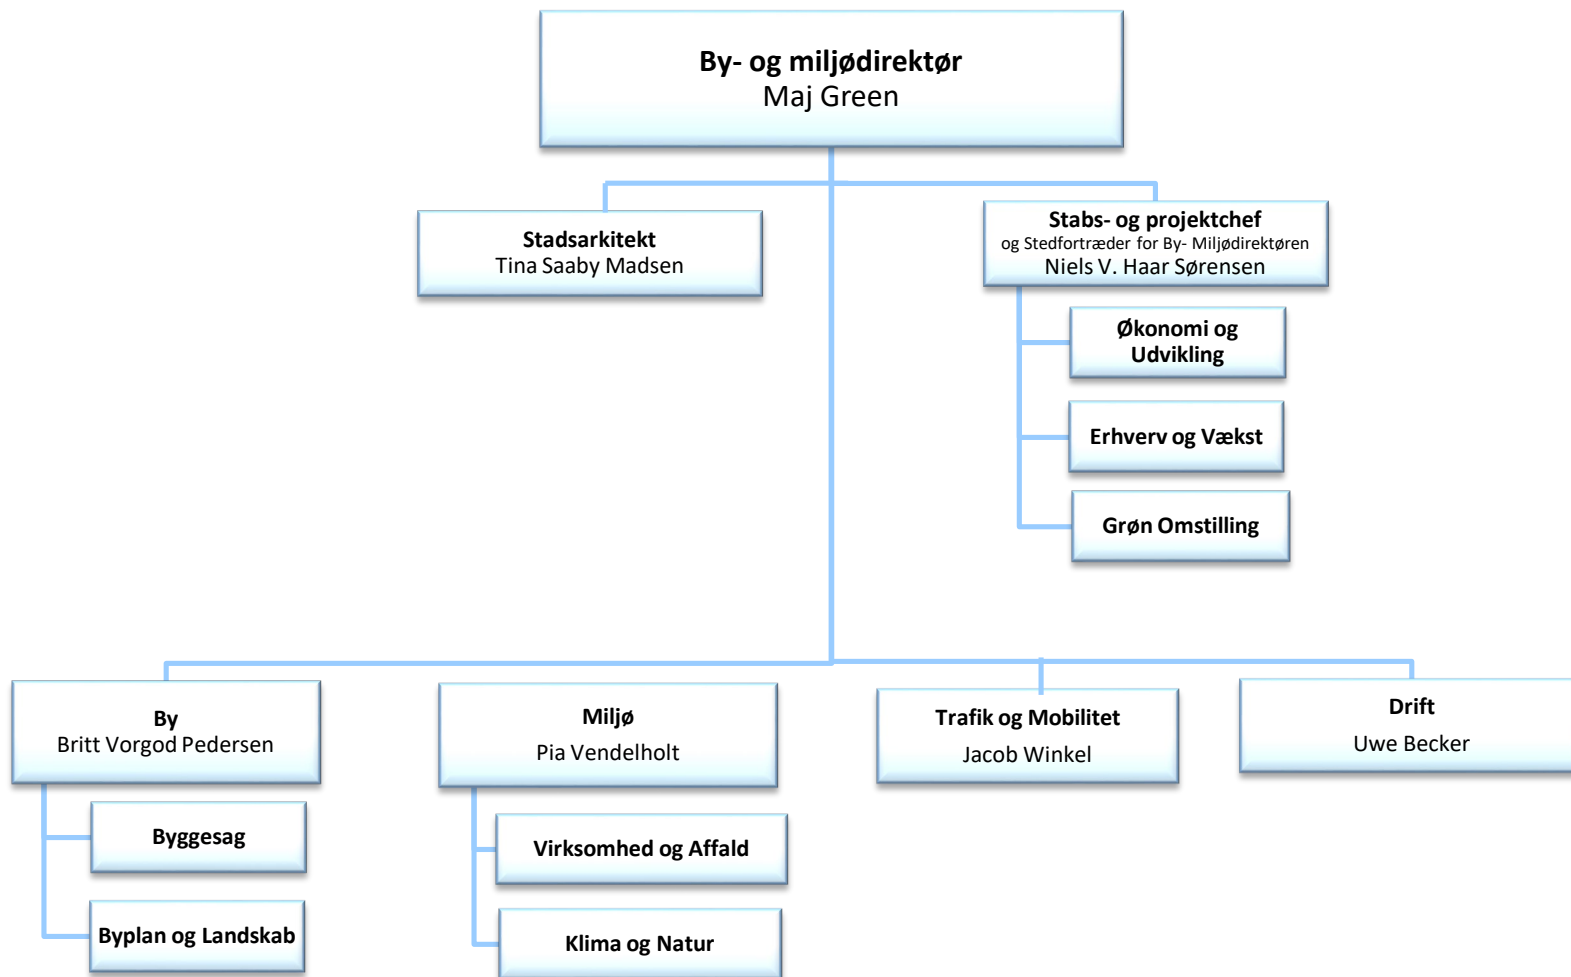 By- og miljødirektør
Maj Green
Stadsarkitekt
Tina Saaby Madsen
Stabs- og projektchef
og Stedfortræder for By- Miljødirektøren
Niels V. Haar Sørensen
Økonomi og
Udvikling
Erhverv og Vækst
Grøn Omstilling
By
Britt Vorgod Pedersen
Byggesag
Byplan og Landskab
Miljø
Pia Vendelholt
Virksomhed og Affald
Klima og Natur
Trafik og Mobilitet
Jacob Winkel
Drift
Uwe Becker